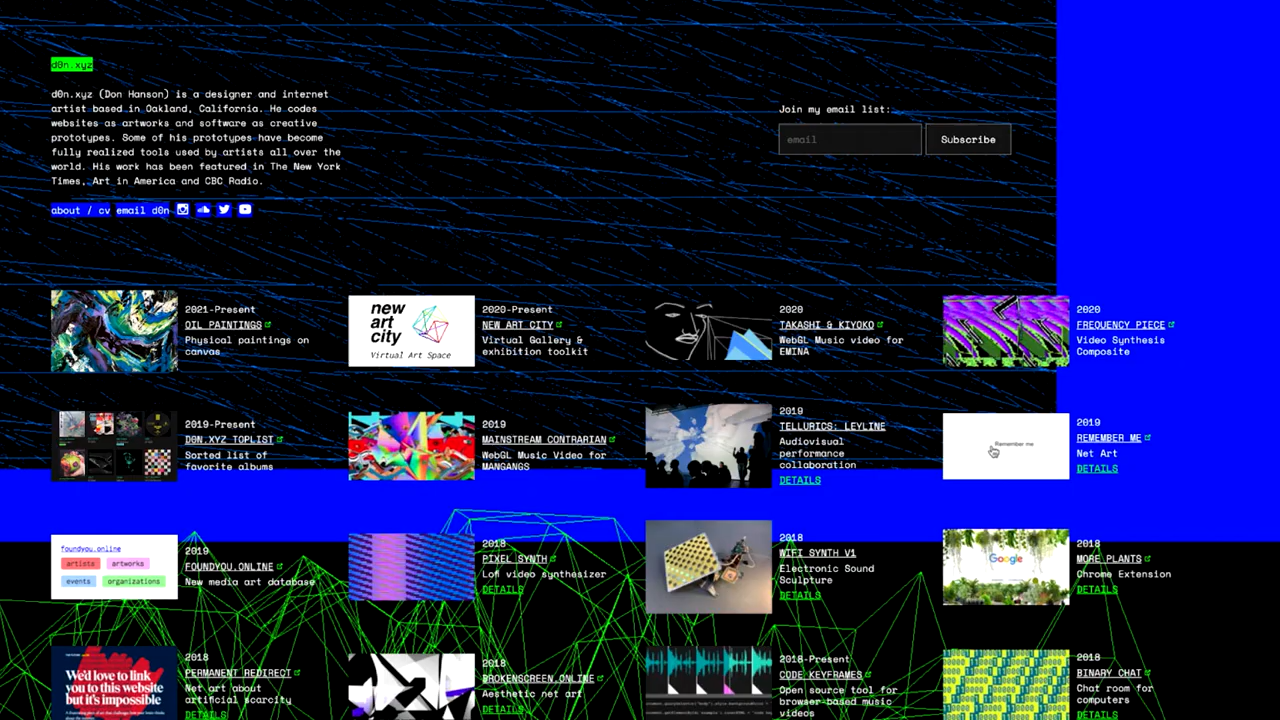 d0n.xyz
d0n.xyz (Don Hanson) is a designer and internet
artist based in Oakland, California. He codes
websites as artworks and software as creative
prototypes. Some of his prototypes have become
fully realized tools used by artists all over the
world. His work has been featured in The New York
Times, Art in America and CBC Radio.
about / cv email d0n
Join my email list:
email
Subscribe
2021-Present
OIL PAINTINGS
Physical paintings on
canvas
new
art
city
Virtual Art Space
2020-Present
NEW ART CITY
Virtual Gallery &
exhibition toolkit
2020
TAKASHI & KIYOKO
WebGL Music video for
EMINA
2020
FREQUENCY PIECE
Video Synthesis
Composite
2019-Present
D0N.XYZ TOPLIST
Sorted list of
favorite albums
2019
MAINSTREAM CONTRARIAN
WebGL Music Video for
MANGANGS
2019
TELLURICS: LEYLINE
Audiovisual
performance
collaboration
DETAILS
Remember me
2019
REMEMBER ME
Net Art
DETAILS
foundyou.online
artists artworks
events organizations
2019
FOUNDYOU.ONLINE
New media art database
2018
PIXEL SYNTH
Lofi video synthesizer
DETAILS
2018
WIFI SYNTH V1
Electronic Sound
Sculpture
DETAILS
Google
2018
MORE PLANTS
Chrome Extension
DETAILS
We'd love to link
you to this website
but it's impossible
2018
PERMANENT REDIRECT
Net art about
artificial scarcity
DETAILS
2018
BROKENSCREEN.ONLINE
Aesthetic net art
DETAILS
2018-Present
CODE KEYFRAMES
Open source tool for
browser-based music
videos
2018
BINARY CHAT
Chat room for
computers
DETAILS